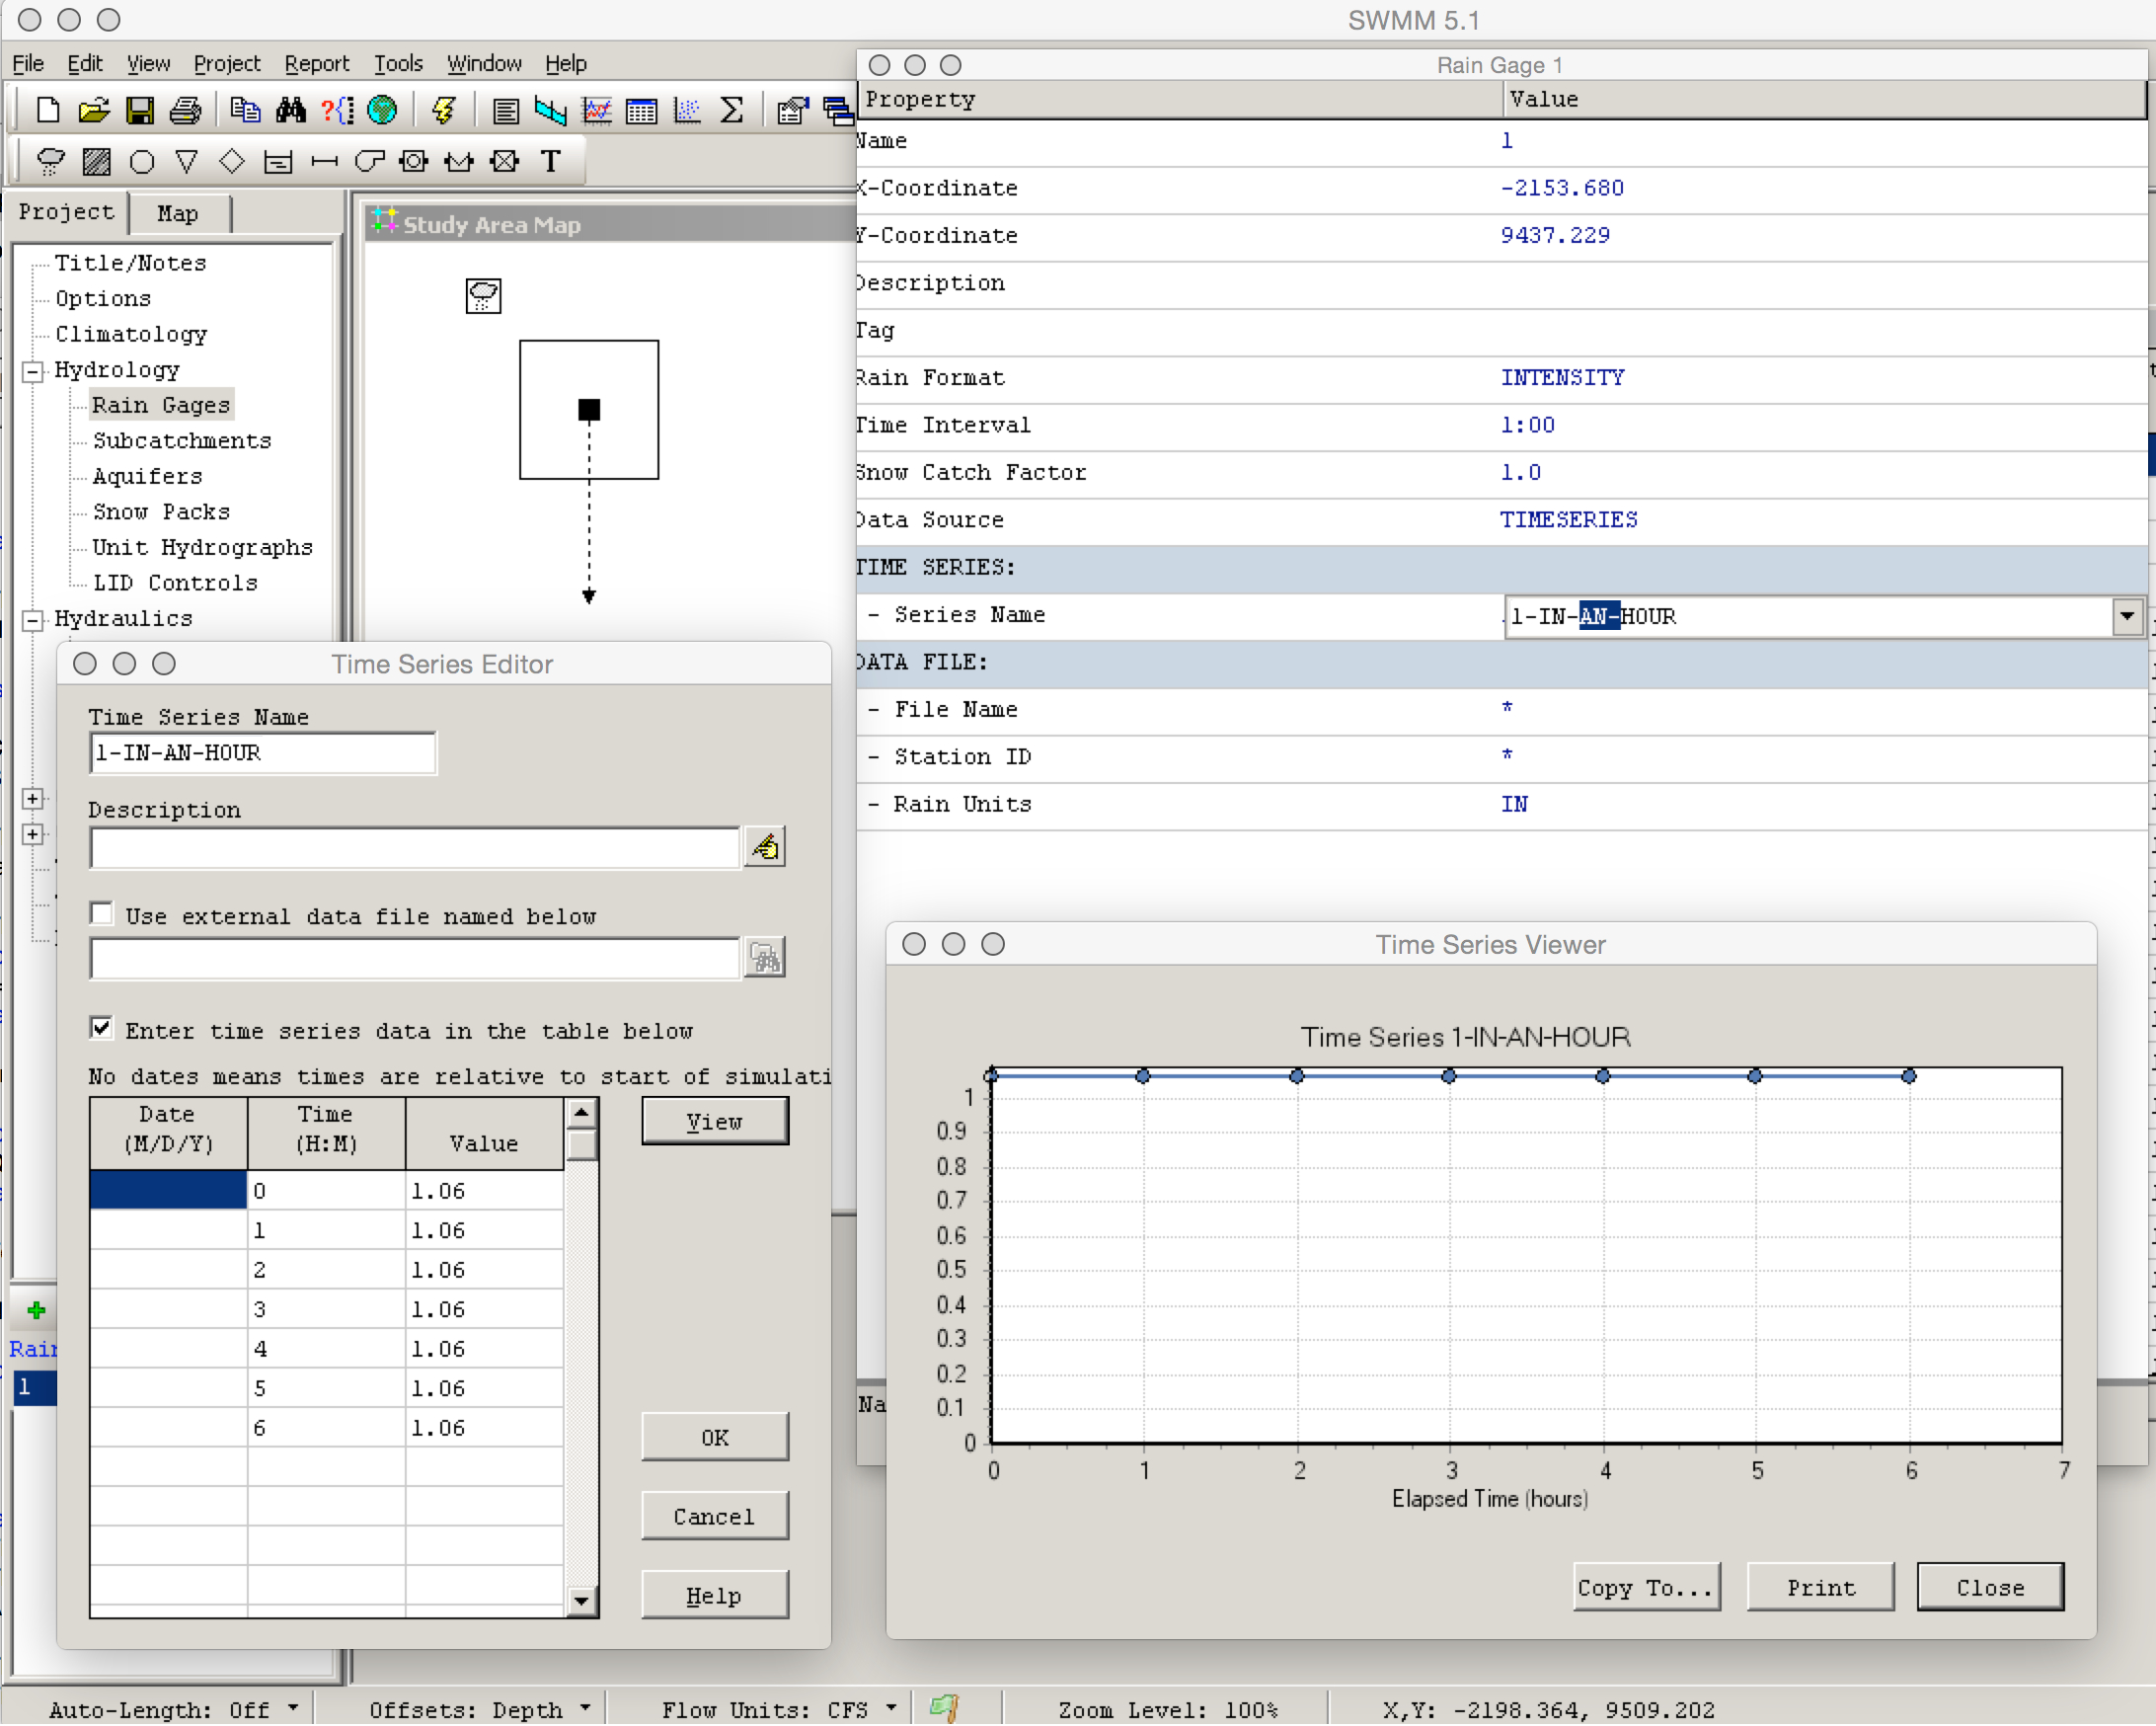 SWMM 5.1
File Edit View Project Report Tools Window Help
T
Project Map
Title/Notes
Options
Climatology
Hydrology
Rain Gages
Subcatchments
Aquifers
Snow Packs
Unit Hydrographs
LID Controls
Hydraulics
Rain
1
Study Area Map
Rain Gage 1
Property Value
Name 1
X-Coordinate -2153.680
Y-Coordinate 9437.229
Description
Tag
Rain Format INTENSITY
Time Interval 1:00
Snow Catch Factor 1.0
Data Source TIMESERIES
TIME SERIES:
- Series Name 1-IN-AN-HOUR
DATA FILE:
- File Name *
- Station ID *
- Rain Units IN
Na
Time Series Editor
Time Series Name
1-IN-AN-HOUR
Description
Use external data file named below
Enter time series data in the table below
No dates means times are relative to start of simulati
Date (M/D/Y) Time (H:M) Value
0 1.06
1 1.06
2 1.06
3 1.06
4 1.06
5 1.06
6 1.06
View
OK
Cancel
Help
Time Series Viewer
Time Series 1-IN-AN-HOUR
1
0.9
0.8
0.7
0.6
0.5
0.4
0.3
0.2
0.1
0
0 1 2 3 4 5 6 7
Elapsed Time (hours)
Copy To... Print Close
Auto-Length: Off Offsets: Depth Flow Units: CFS Zoom Level: 100% X,Y: -2198.364, 9509.202